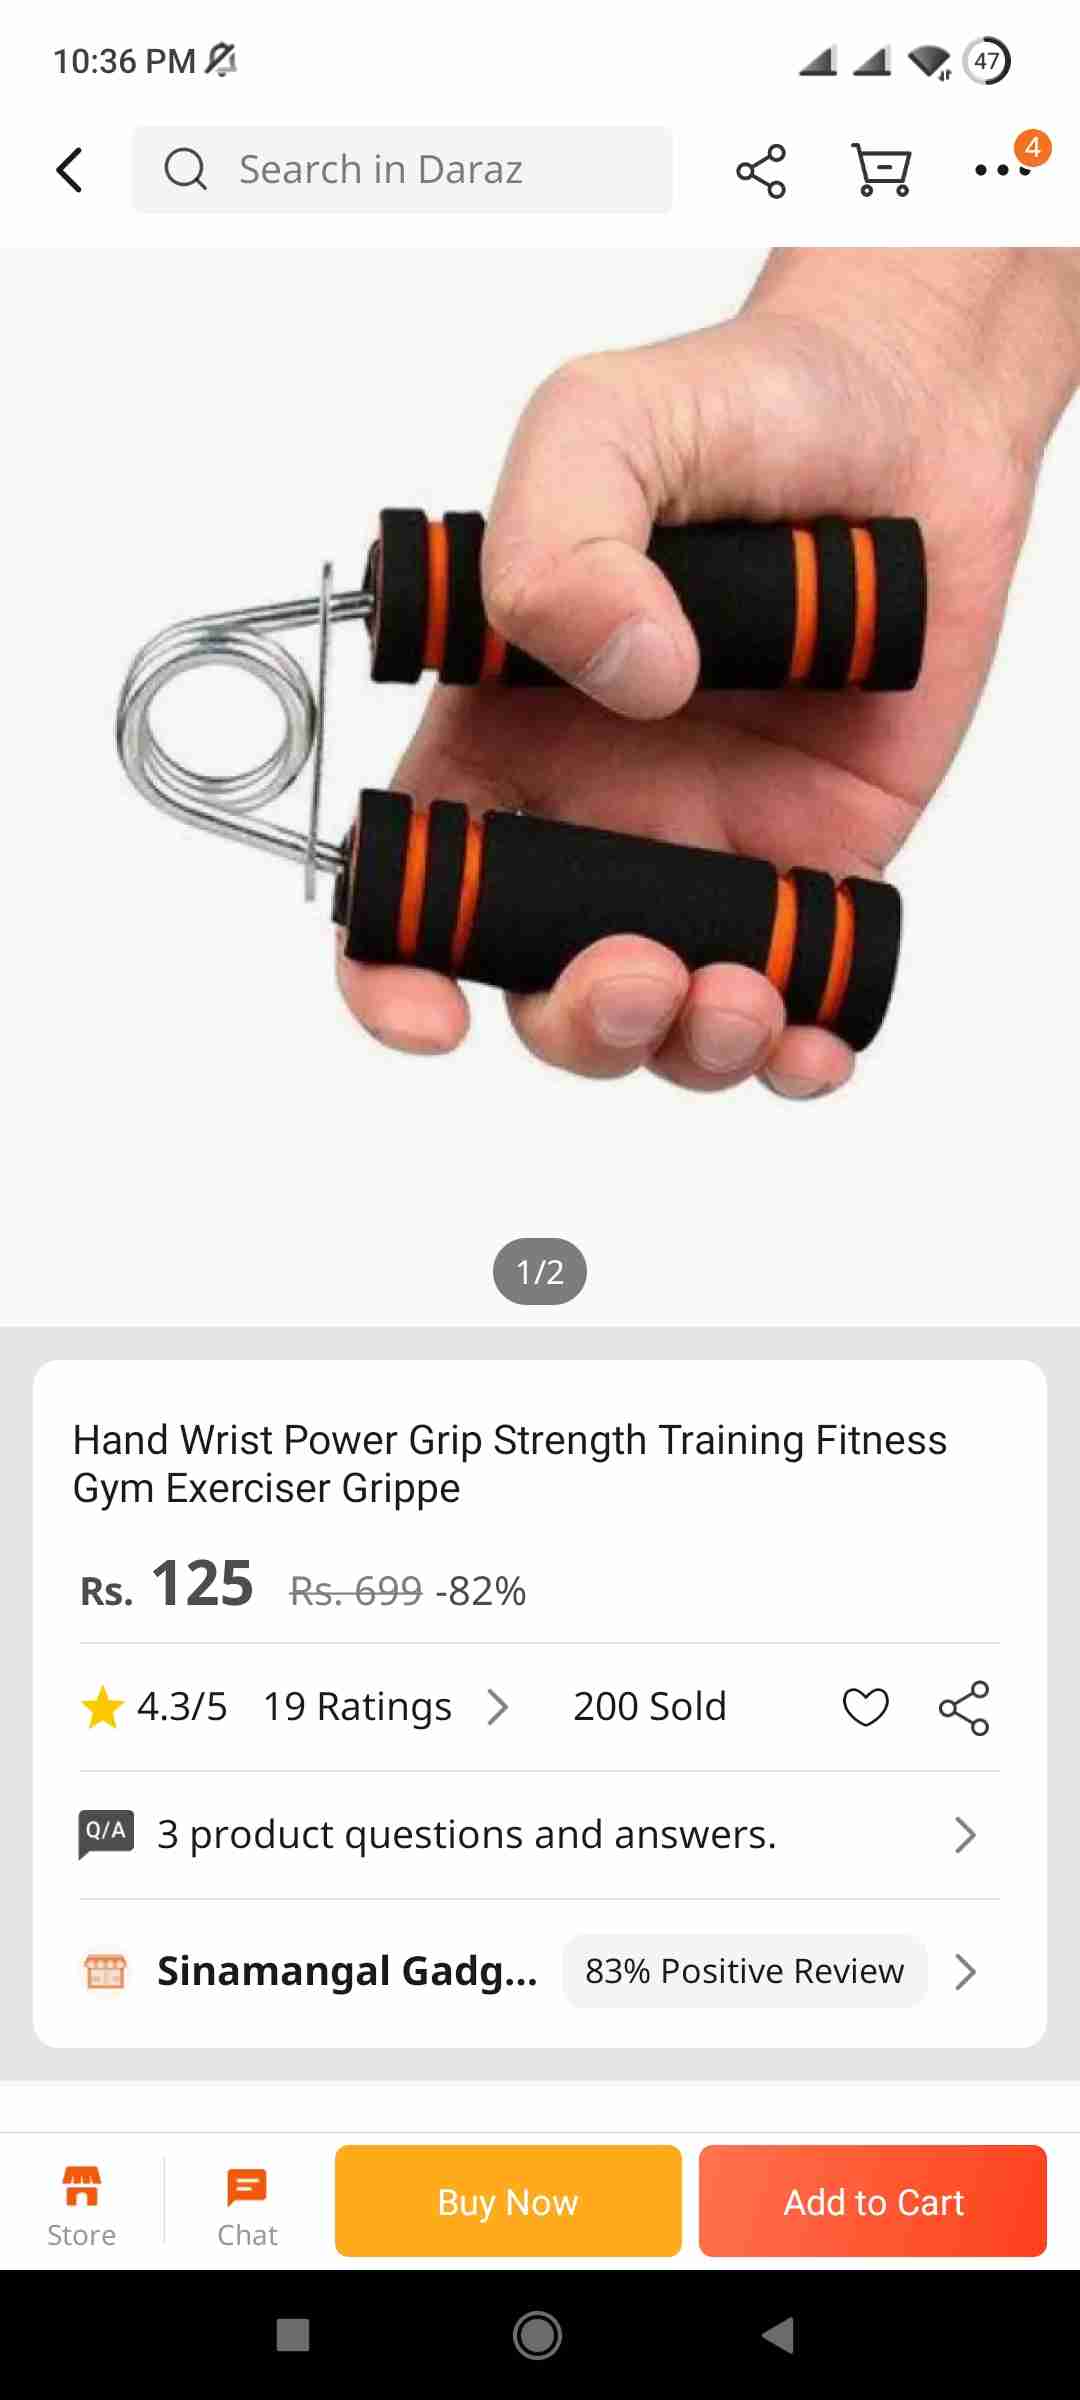 10:36 PM
47
Search in Daraz
4
1/2
Hand Wrist Power Grip Strength Training Fitness
Gym Exerciser Grippe
Rs. 125 Rs. 699 -82%
4.3/5 19 Ratings 200 Sold
Q/A 3 product questions and answers.
Sinamangal Gadg... 83% Positive Review
Store
Chat
Buy Now
Add to Cart